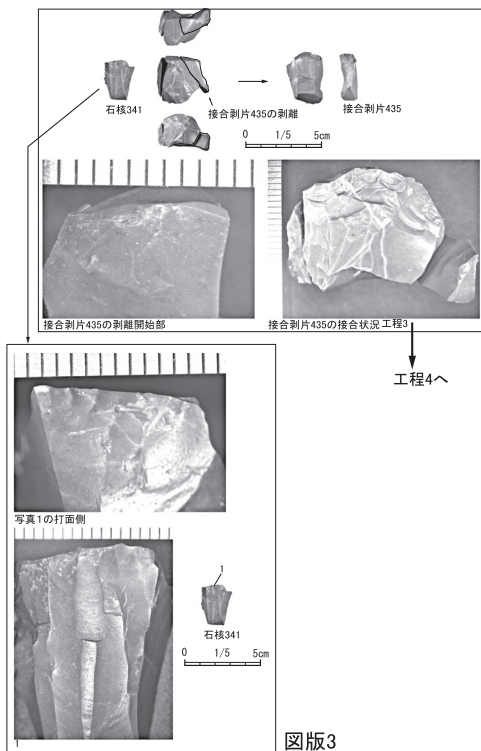 石核341
接合剥片435の剥離
接合剥片435
0 1/5 5cm
接合剥片435の剥離開始部
接合剥片435の接合状況 工程3
工程4へ
写真1の打面側
1
石核341
0 1/5 5cm
1
図版3